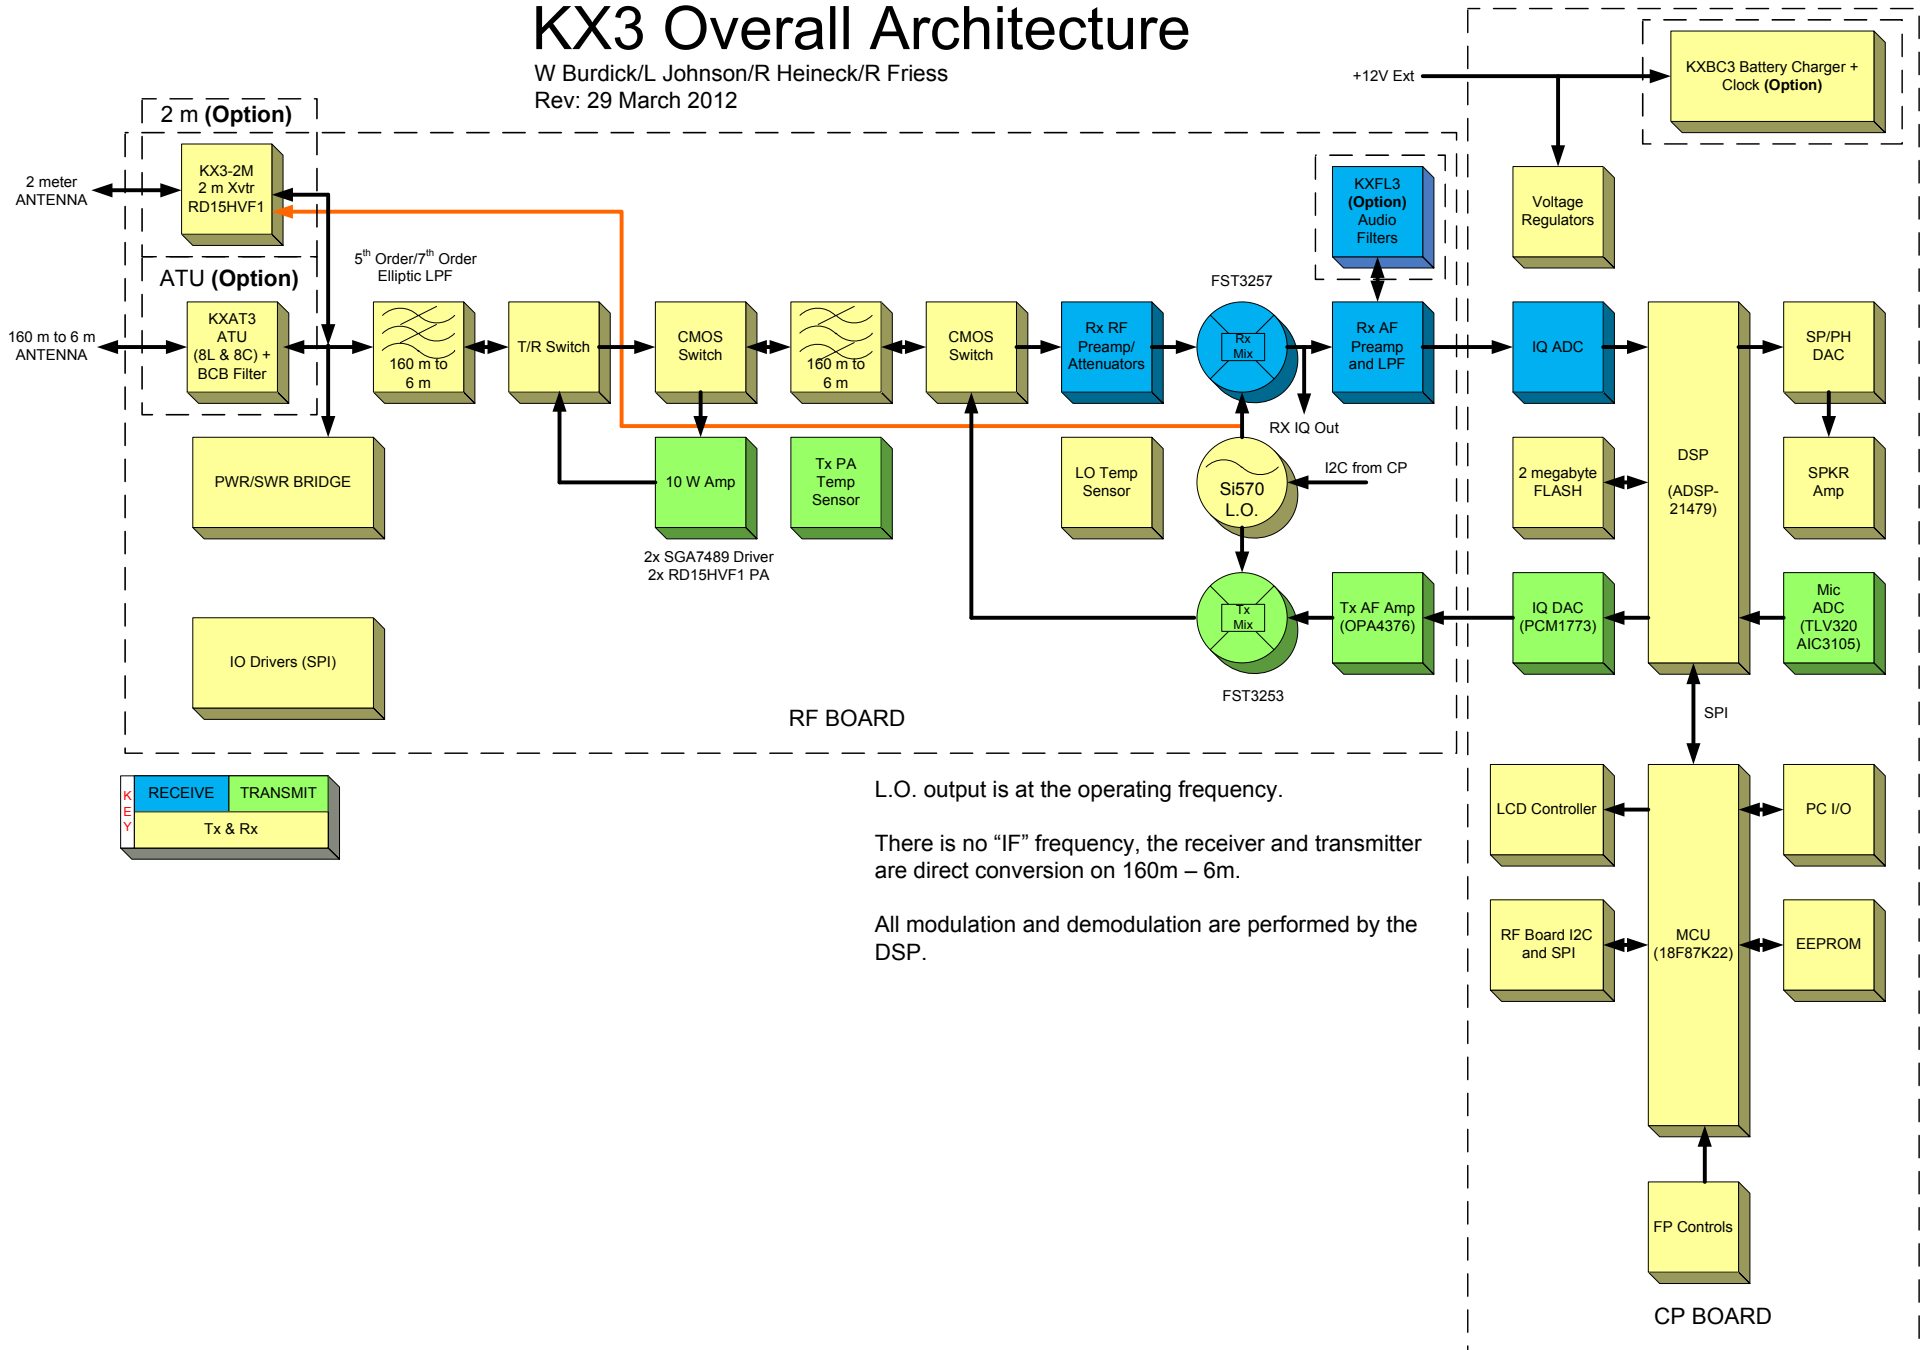 KX3 Overall Architecture
W Burdick/L Johnson/R Heineck/R Friess
Rev: 29 March 2012
+12V Ext
KXBC3 Battery Charger +
Clock (Option)
2 m (Option)
KX3-2M
2 m Xvtr
RD15HVF1
2 meter
ANTENNA
KXFL3
(Option)
Audio
Filters
Voltage
Regulators
5th Order/7th Order
Elliptic LPF
ATU (Option)
FST3257
160 m to 6 m
ANTENNA
KXAT3
ATU
(8L & 8C) +
BCB Filter
160 m to
6 m
T/R Switch
CMOS
Switch
160 m to
6 m
CMOS
Switch
Rx RF
Preamp/
Attenuators
Rx
Mix
Rx AF
Preamp
and LPF
IQ ADC
SP/PH
DAC
RX IQ Out
PWR/SWR BRIDGE
10 W Amp
Tx PA
Temp
Sensor
LO Temp
Sensor
Si570
L.O.
I2C from CP
2 megabyte
FLASH
DSP
(ADSP-
21479)
SPKR
Amp
2x SGA7489 Driver
2x RD15HVF1 PA
Tx
Mix
Tx AF Amp
(OPA4376)
IQ DAC
(PCM1773)
Mic
ADC
(TLV320
AIC3105)
IO Drivers (SPI)
FST3253
RF BOARD
SPI
KEY
RECEIVE
TRANSMIT
Tx & Rx
L.O. output is at the operating frequency.
There is no “IF” frequency, the receiver and transmitter
are direct conversion on 160m – 6m.
All modulation and demodulation are performed by the
DSP.
LCD Controller
PC I/O
RF Board I2C
and SPI
MCU
(18F87K22)
EEPROM
FP Controls
CP BOARD